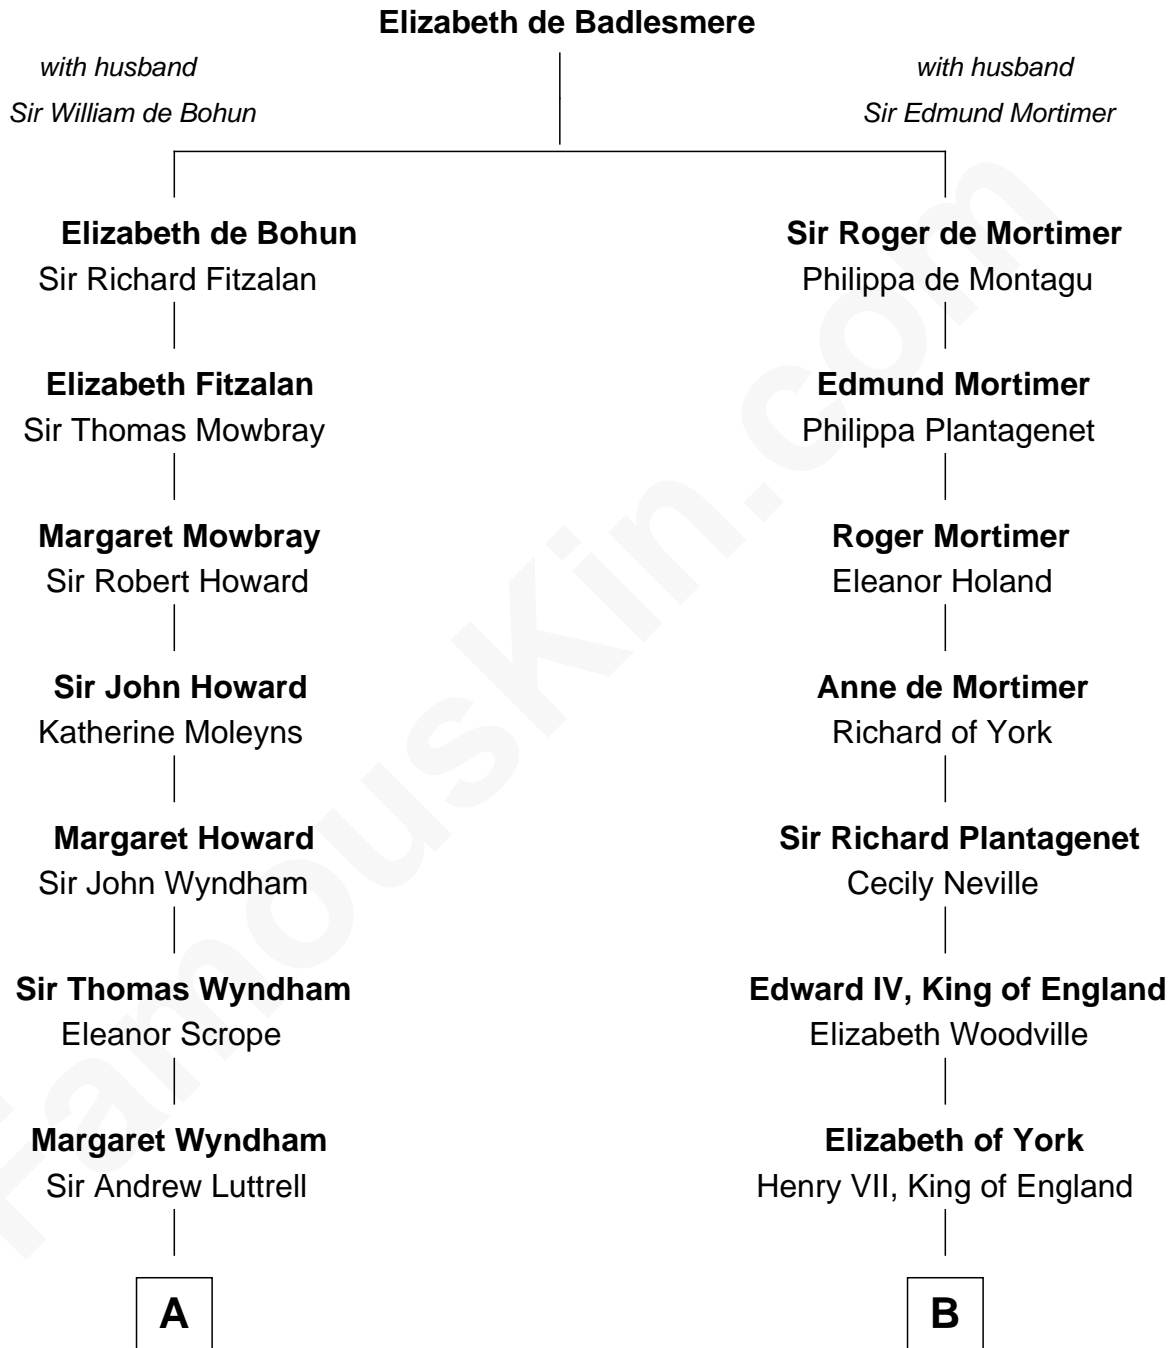 Elizabeth de Badlesmere
with husband
Sir William de Bohun
with husband
Sir Edmund Mortimer
Elizabeth de Bohun
Sir Richard Fitzalan
Sir Roger de Mortimer
Philippa de Montagu
Elizabeth Fitzalan
Sir Thomas Mowbray
Edmund Mortimer
Philippa Plantagenet
Margaret Mowbray
Sir Robert Howard
Roger Mortimer
Eleanor Holand
Sir John Howard
Katherine Moleyns
Anne de Mortimer
Richard of York
Margaret Howard
Sir John Wyndham
Sir Richard Plantagenet
Cecily Neville
Sir Thomas Wyndham
Eleanor Scrope
Edward IV, King of England
Elizabeth Woodville
Margaret Wyndham
Sir Andrew Luttrell
Elizabeth of York
Henry VII, King of England
A
B
FamousKin.com